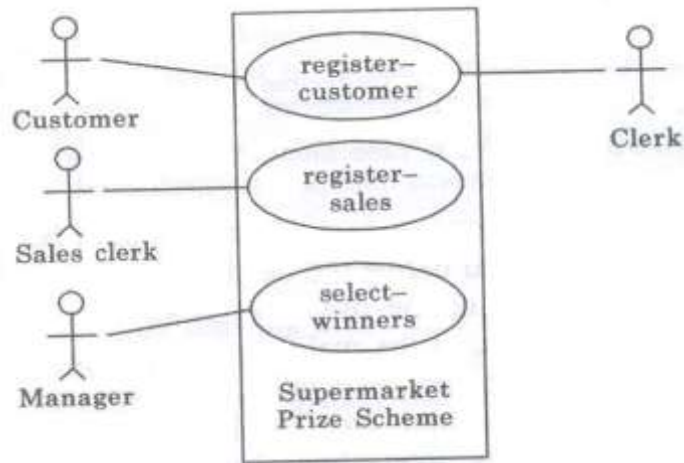 register–
customer
Customer
Clerk
register–
sales
Sales clerk
select–
winners
Manager
Supermarket
Prize Scheme